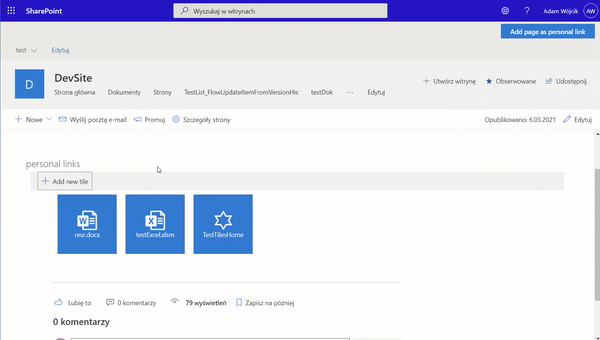 SharePoint Wyszukaj w witrynach Adam Wójcik AW
Add page as personal link
test Edytuj
D DevSite
Strona główna Dokumenty Strony TestList_FlowUpdateItemFromVersionHis testDok ... Edytuj
Utwórz witrynę Obserwowane Udostępnij
Nowe Wyślij pocztą e-mail Promuj Szczegóły strony Opublikowano: 6.03.2021 Edytuj
personal links
Add new tile
resr.docx testExcel.xlsm TestTilesHome
Lubię to 0 komentarzy 79 wyświetleń Zapisz na później
0 komentarzy